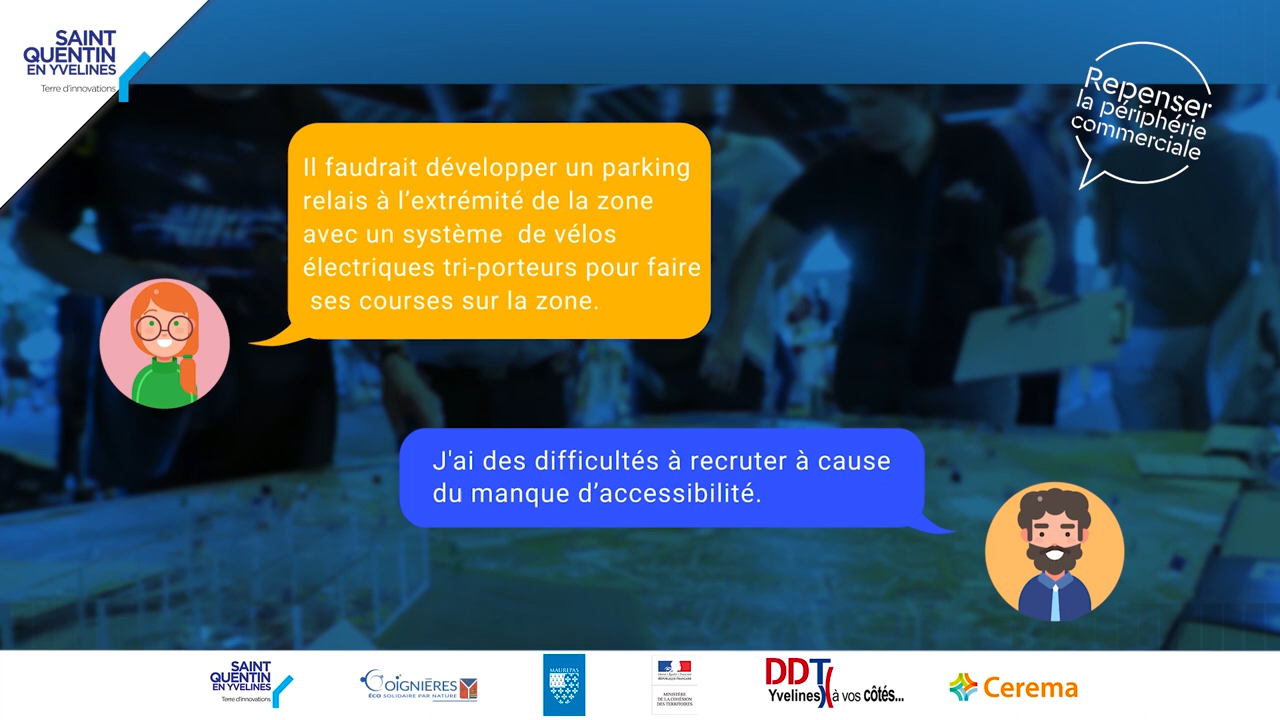 SAINT
QUENTIN
EN YVELINES
Terre d'innovations
Repenser
la périphérie
commerciale
Il faudrait développer un parking
relais à l’extrémité de la zone
avec un système de vélos
électriques tri-porteurs pour faire
ses courses sur la zone.
J'ai des difficultés à recruter à cause
du manque d’accessibilité.
SAINT
QUENTIN
EN YVELINES
Terre d'innovations
COIGNIÈRES
ÉCO SOLIDAIRE PAR NATURE
MAUREPAS
RÉPUBLIQUE FRANÇAISE
MINISTÈRE
DE LA COHÉSION
DES TERRITOIRES
DDT
Yvelines à vos côtés...
Cerema